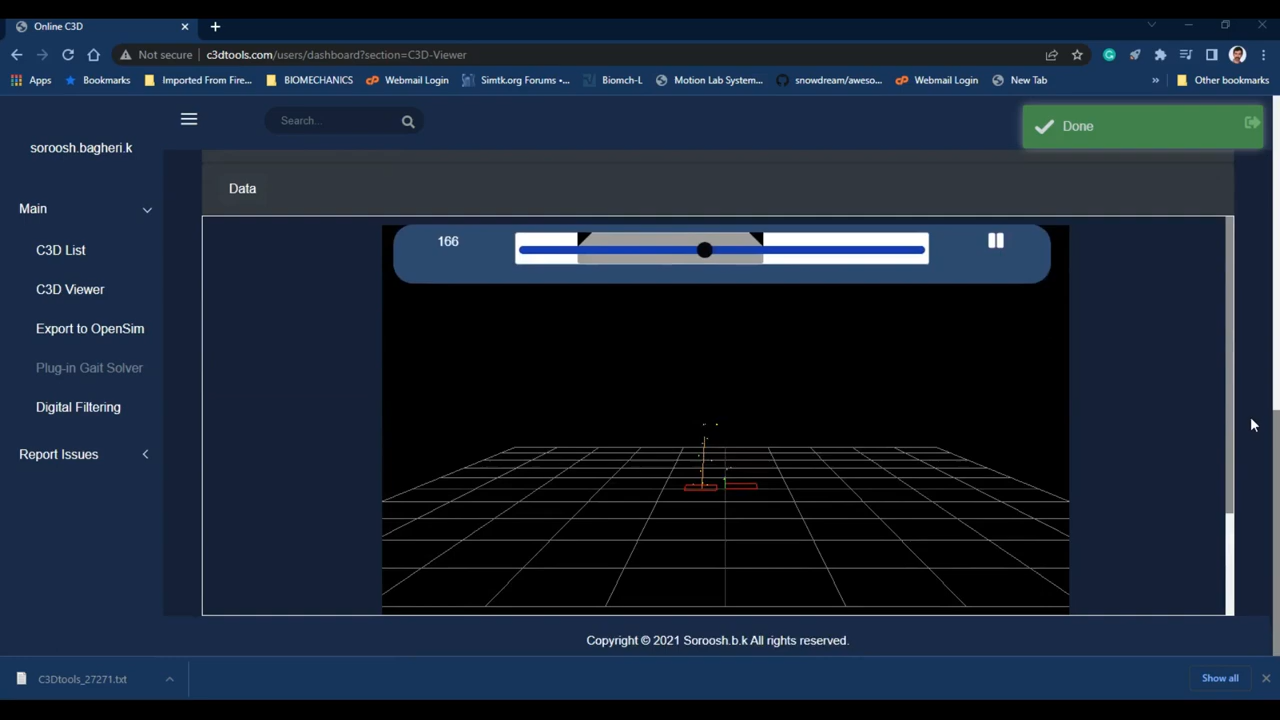 Online C3D
Not secure
c3dtools.com/users/dashboard?section=C3D-Viewer
Apps
Bookmarks
Imported From Fire...
BIOMECHANICS
Webmail Login
Simtk.org Forums •...
Biomch-L
Motion Lab System...
snowdream/aweso...
Webmail Login
New Tab
»
Other bookmarks
Search...
Done
soroosh.bagheri.k
Data
Main
166
C3D List
C3D Viewer
Export to OpenSim
Plug-in Gait Solver
Digital Filtering
Report Issues
Copyright © 2021 Soroosh.b.k All rights reserved.
C3Dtools_27271.txt
Show all